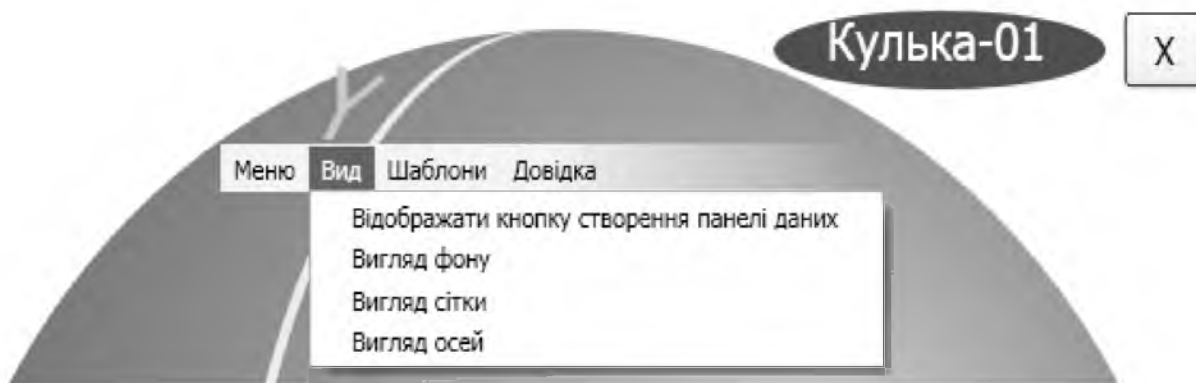 Кулька-01
X
Меню Вид Шаблони Довідка
Відображати кнопку створення панелі даних
Вигляд фону
Вигляд сітки
Вигляд осей